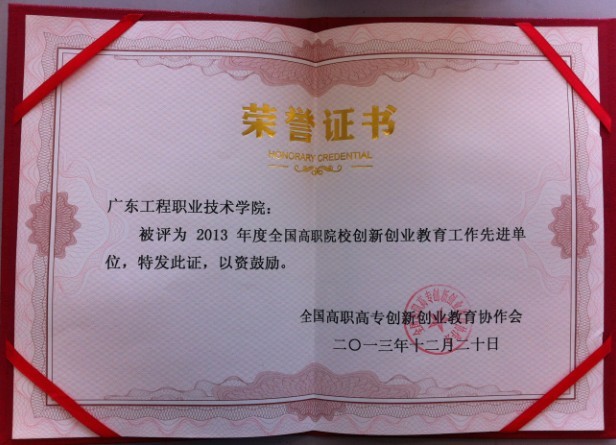 荣誉证书
HONORARY CREDENTIAL
广东工程职业技术学院：
被评为 2013 年度全国高职院校创新创业教育工作先进单
位，特发此证，以资鼓励。
全国高职高专创新创业教育协作会
二〇一三年十二月二十日